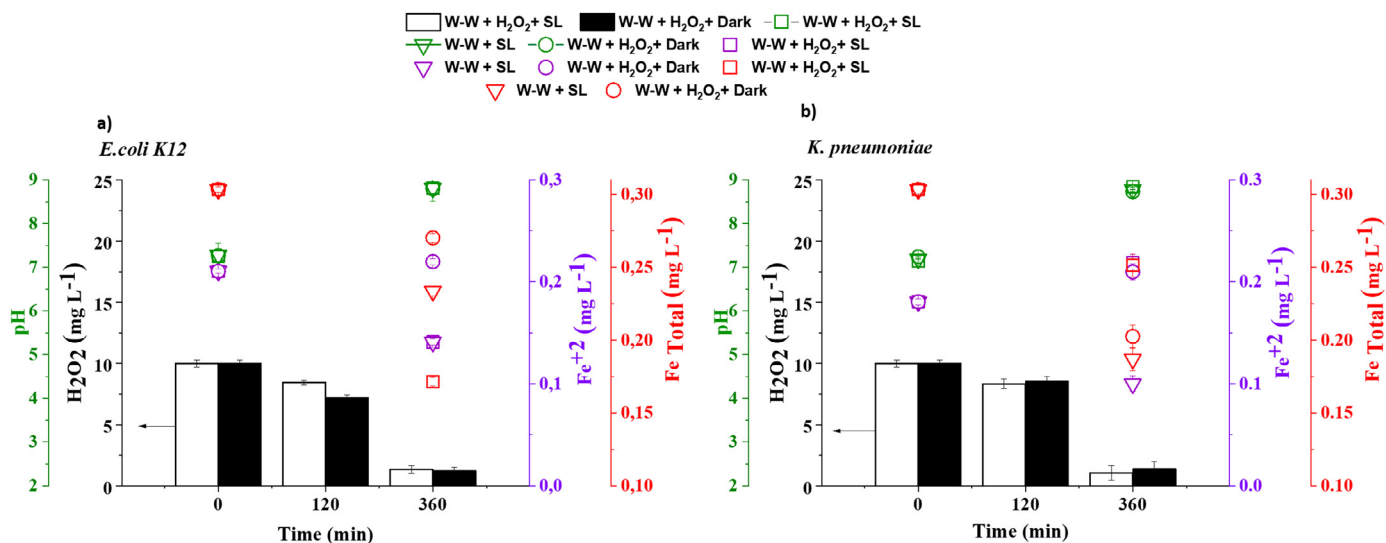 W-W + H₂O₂+ SL W-W + H₂O₂+ Dark W-W + H₂O₂+ SL
W-W + SL W-W + H₂O₂+ Dark W-W + H₂O₂+ SL
W-W + SL W-W + H₂O₂+ Dark W-W + H₂O₂+ SL
W-W + SL W-W + H₂O₂+ Dark
a)
E.coli K12
pH
9
8
7
6
5
4
3
2
H2O2 (mg L⁻¹)
25
20
15
10
5
0
0 120 360
Time (min)
Fe⁺² (mg L⁻¹)
0,3
0,2
0,1
0,0
Fe Total (mg L⁻¹)
0,30
0,25
0,20
0,15
0,10
b)
K. pneumoniae
pH
9
8
7
6
5
4
3
2
H2O2 (mg L⁻¹)
25
20
15
10
5
0
0 120 360
Time (min)
Fe⁺² (mg L⁻¹)
0.3
0.2
0.1
0.0
Fe Total (mg L⁻¹)
0.30
0.25
0.20
0.15
0.10